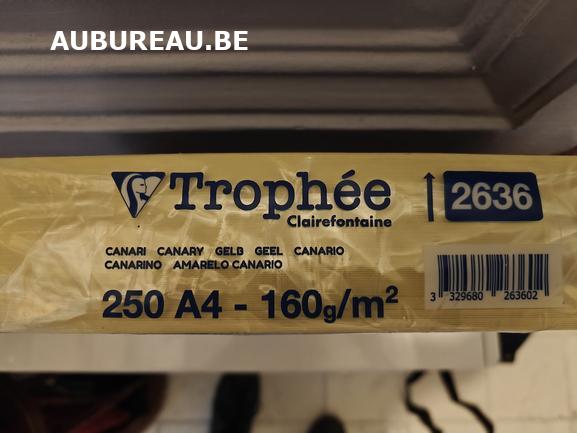 AUBUREAU.BE
Trophée
Clairefontaine
2636
CANARI CANARY GELB GEEL CANARIO
CANARINO AMARELO CANARIO
250 A4 - 160g/m²
3 329680 263602